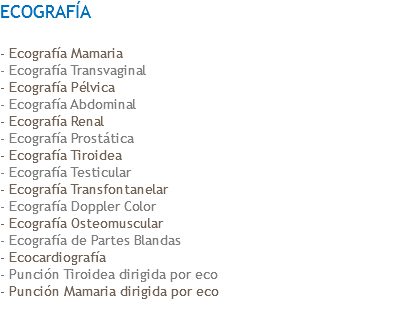 ECOGRAFÍA
- Ecografía Mamaria
- Ecografía Transvaginal
- Ecografía Pélvica
- Ecografía Abdominal
- Ecografía Renal
- Ecografía Prostática
- Ecografía Tiroidea
- Ecografía Testicular
- Ecografía Transfontanelar
- Ecografía Doppler Color
- Ecografía Osteomuscular
- Ecografía de Partes Blandas
- Ecocardiografía
- Punción Tiroidea dirigida por eco
- Punción Mamaria dirigida por eco